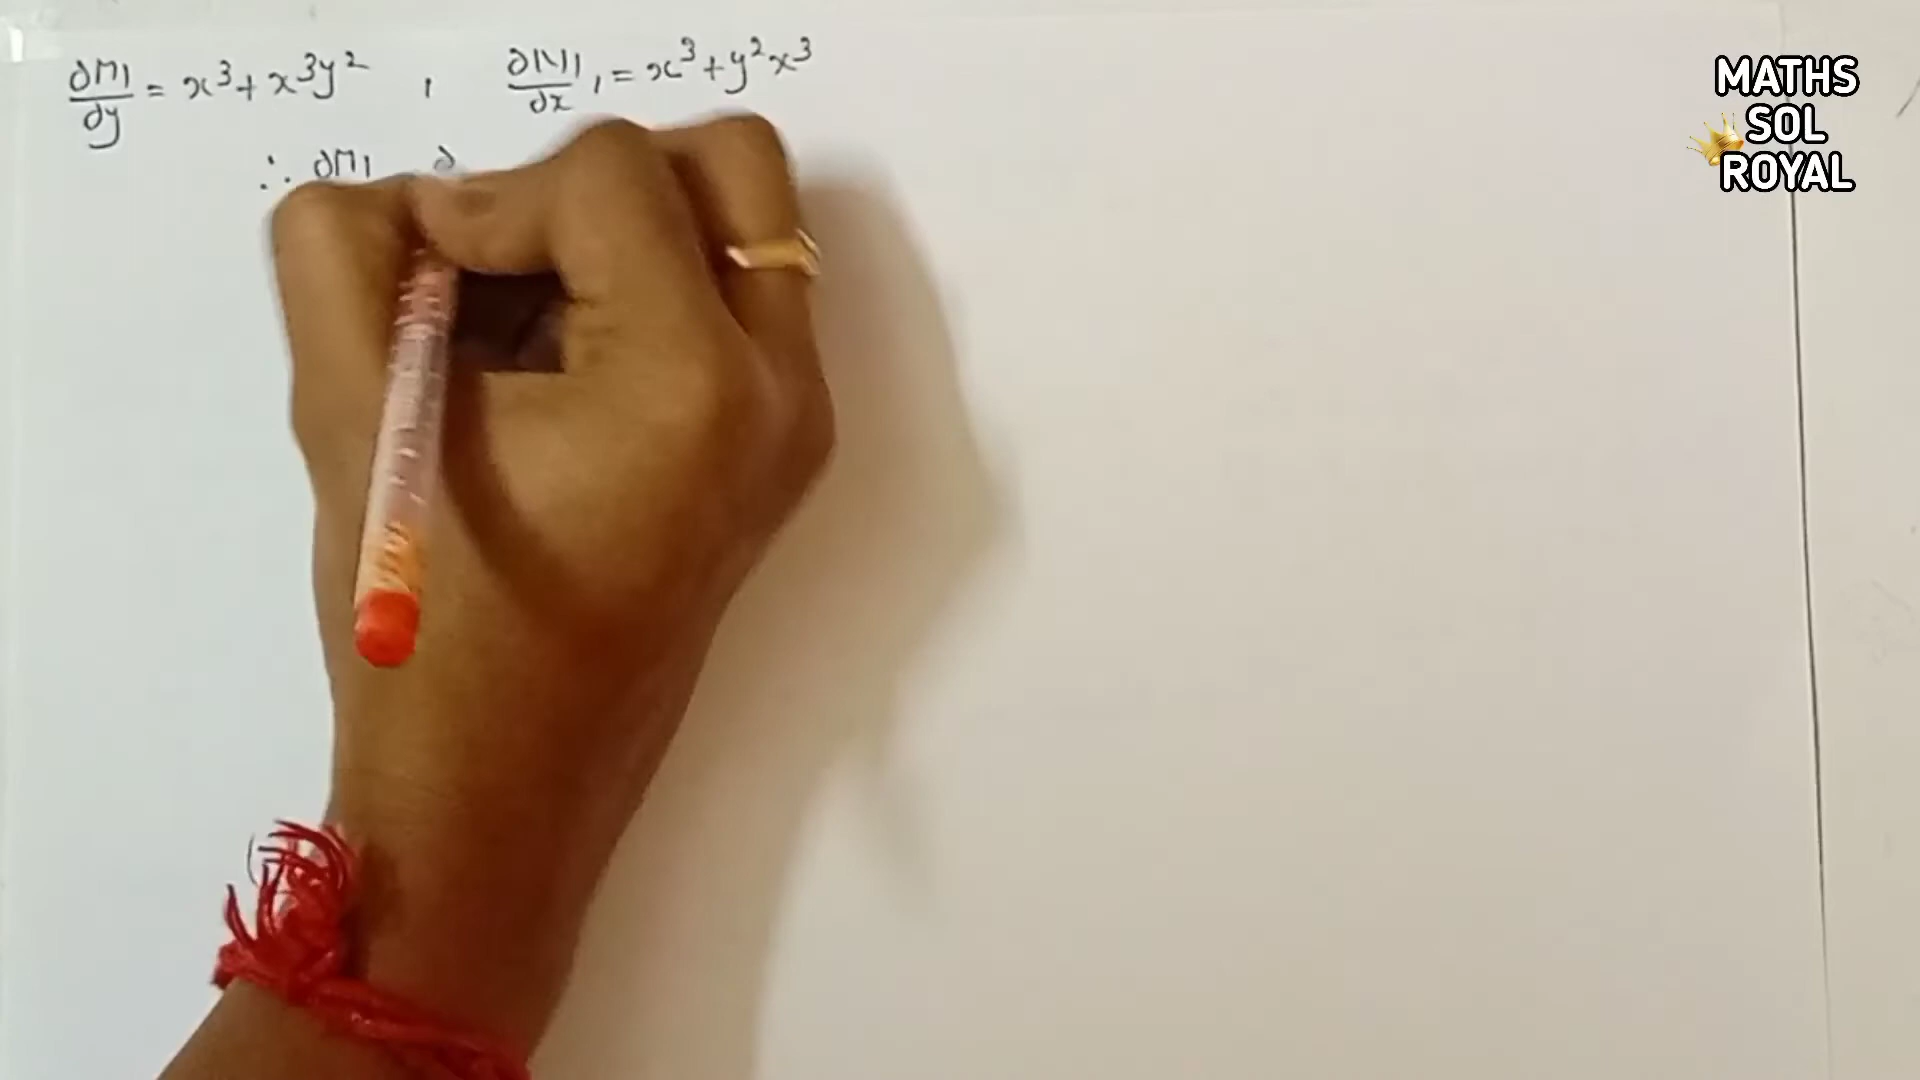 ∂M₁/∂y = x³ + x³y² , ∂N₁/∂x, = x³ + y²x³
∴ ∂M₁ ∂
MATHS
SOL
ROYAL